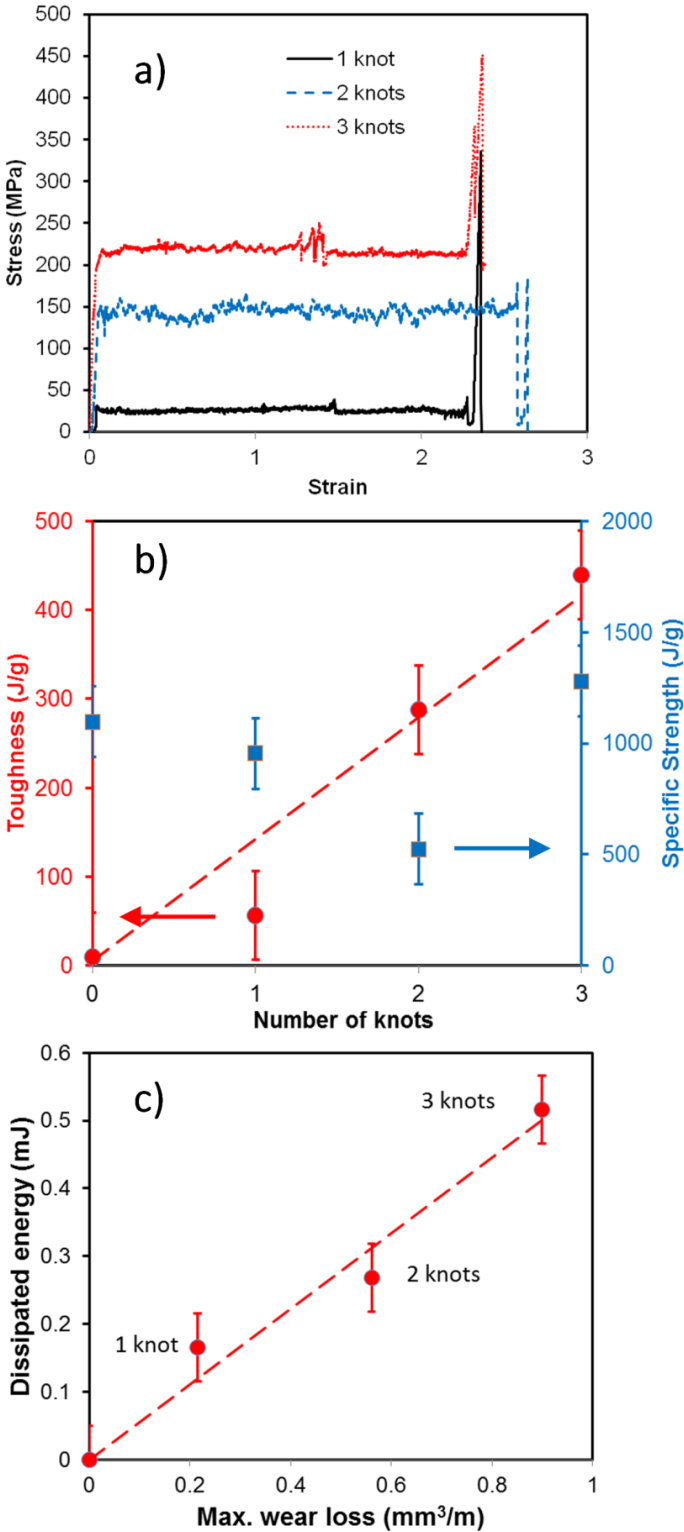 500
450
400
350
300
250
200
150
100
50
0
Stress (MPa)
a)
1 knot
2 knots
3 knots
0
1
2
3
Strain
500
400
300
200
100
0
Toughness (J/g)
b)
2000
1500
1000
500
0
Specific Strength (J/g)
0
1
2
3
Number of knots
0.6
0.5
0.4
0.3
0.2
0.1
0
Dissipated energy (mJ)
c)
3 knots
2 knots
1 knot
0
0.2
0.4
0.6
0.8
1
Max. wear loss (mm³/m)